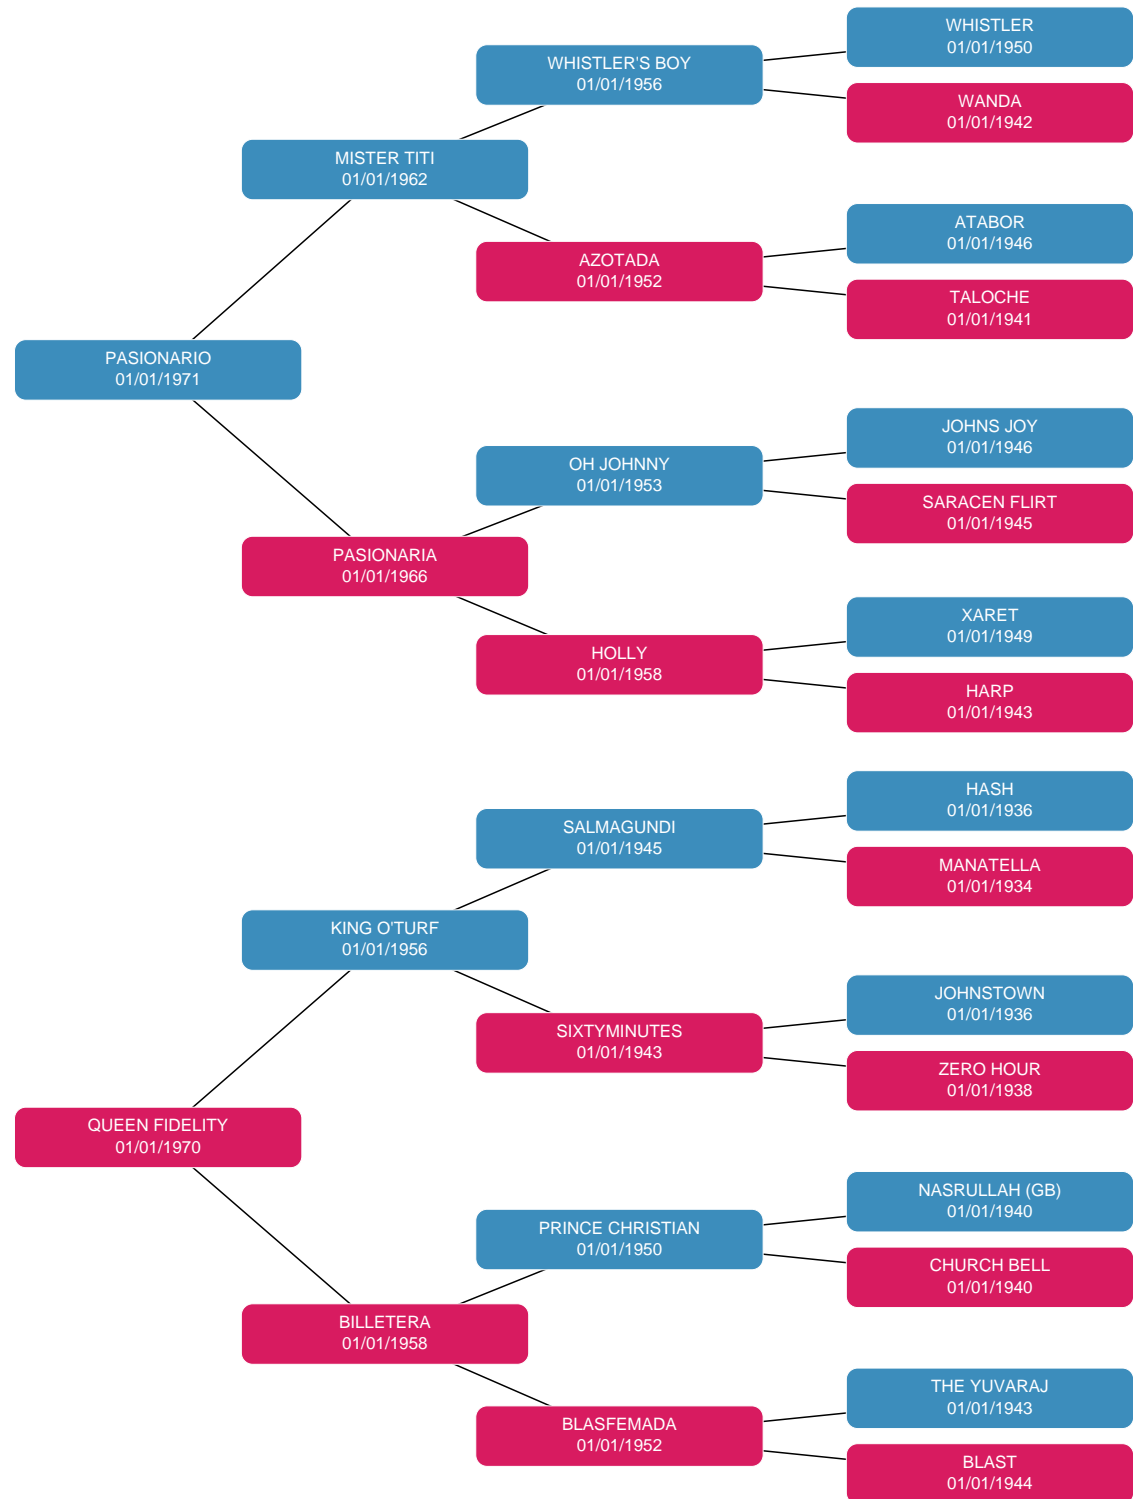 WHISTLER
01/01/1950
WHISTLER'S BOY
01/01/1956
WANDA
01/01/1942
MISTER TITI
01/01/1962
ATABOR
01/01/1946
AZOTADA
01/01/1952
TALOCHE
01/01/1941
PASIONARIO
01/01/1971
JOHNS JOY
01/01/1946
OH JOHNNY
01/01/1953
SARACEN FLIRT
01/01/1945
PASIONARIA
01/01/1966
XARET
01/01/1949
HOLLY
01/01/1958
HARP
01/01/1943
HASH
01/01/1936
SALMAGUNDI
01/01/1945
MANATELLA
01/01/1934
KING O'TURF
01/01/1956
JOHNSTOWN
01/01/1936
SIXTYMINUTES
01/01/1943
ZERO HOUR
01/01/1938
QUEEN FIDELITY
01/01/1970
NASRULLAH (GB)
01/01/1940
PRINCE CHRISTIAN
01/01/1950
CHURCH BELL
01/01/1940
BILLETERA
01/01/1958
THE YUVARAJ
01/01/1943
BLASFEMADA
01/01/1952
BLAST
01/01/1944